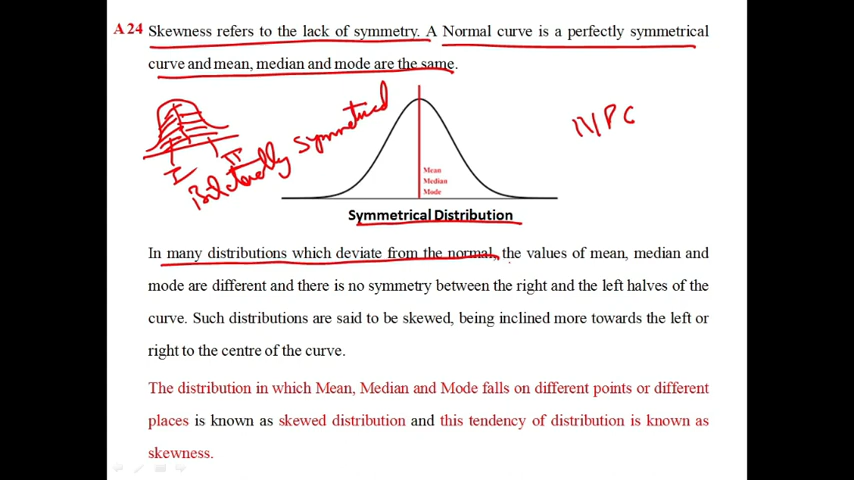 A 24 Skewness refers to the lack of symmetry. A Normal curve is a perfectly symmetrical
curve and mean, median and mode are the same.
Bilaterally Symmetrical
I
II
Mean
Median
Mode
Symmetrical Distribution
In many distributions which deviate from the normal, the values of mean, median and
mode are different and there is no symmetry between the right and the left halves of the
curve. Such distributions are said to be skewed, being inclined more towards the left or
right to the centre of the curve.
The distribution in which Mean, Median and Mode falls on different points or different
places is known as skewed distribution and this tendency of distribution is known as
skewness.